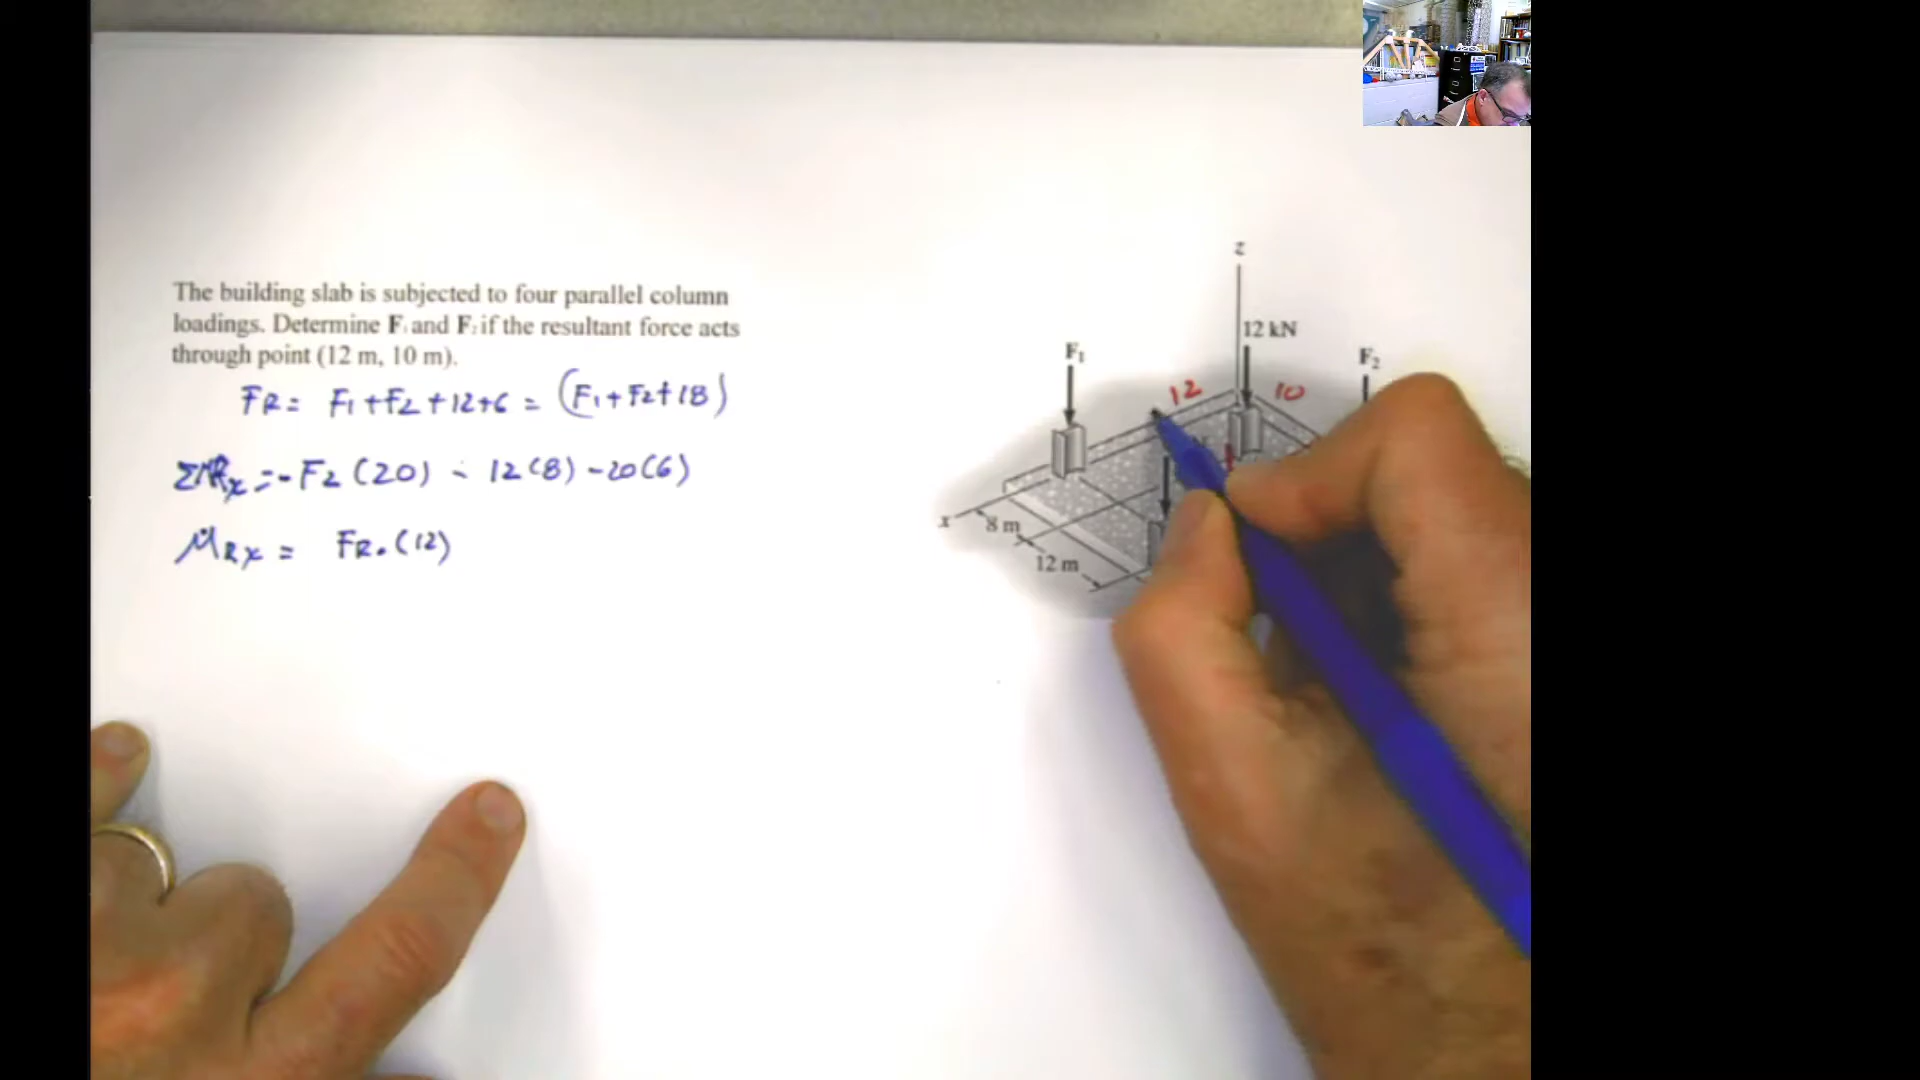 The building slab is subjected to four parallel column
loadings. Determine F₁ and F₂ if the resultant force acts
through point (12 m, 10 m).
FR = F1+F2+12+6 = (F1+F2+18)
ΣMRx = -F2(20) - 12(8) -20(6)
MRx = FR.(12)
z
12 kN
F₁
F₂
12
10
x
8 m
12 m